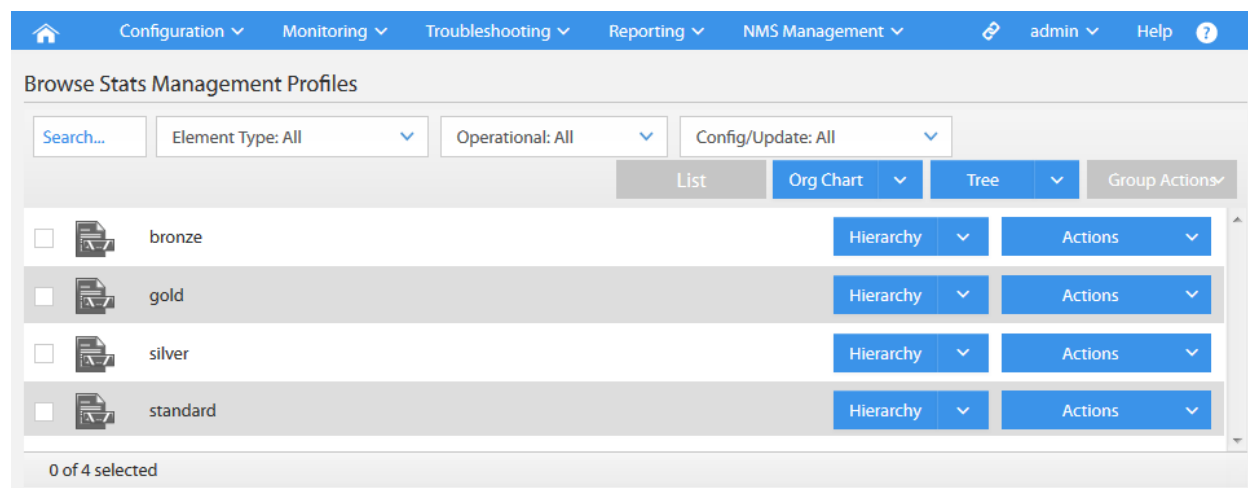 Configuration Monitoring Troubleshooting Reporting NMS Management admin Help ?
Browse Stats Management Profiles
Search... Element Type: All Operational: All Config/Update: All
List Org Chart Tree Group Actions
bronze Hierarchy Actions
gold Hierarchy Actions
silver Hierarchy Actions
standard Hierarchy Actions
0 of 4 selected